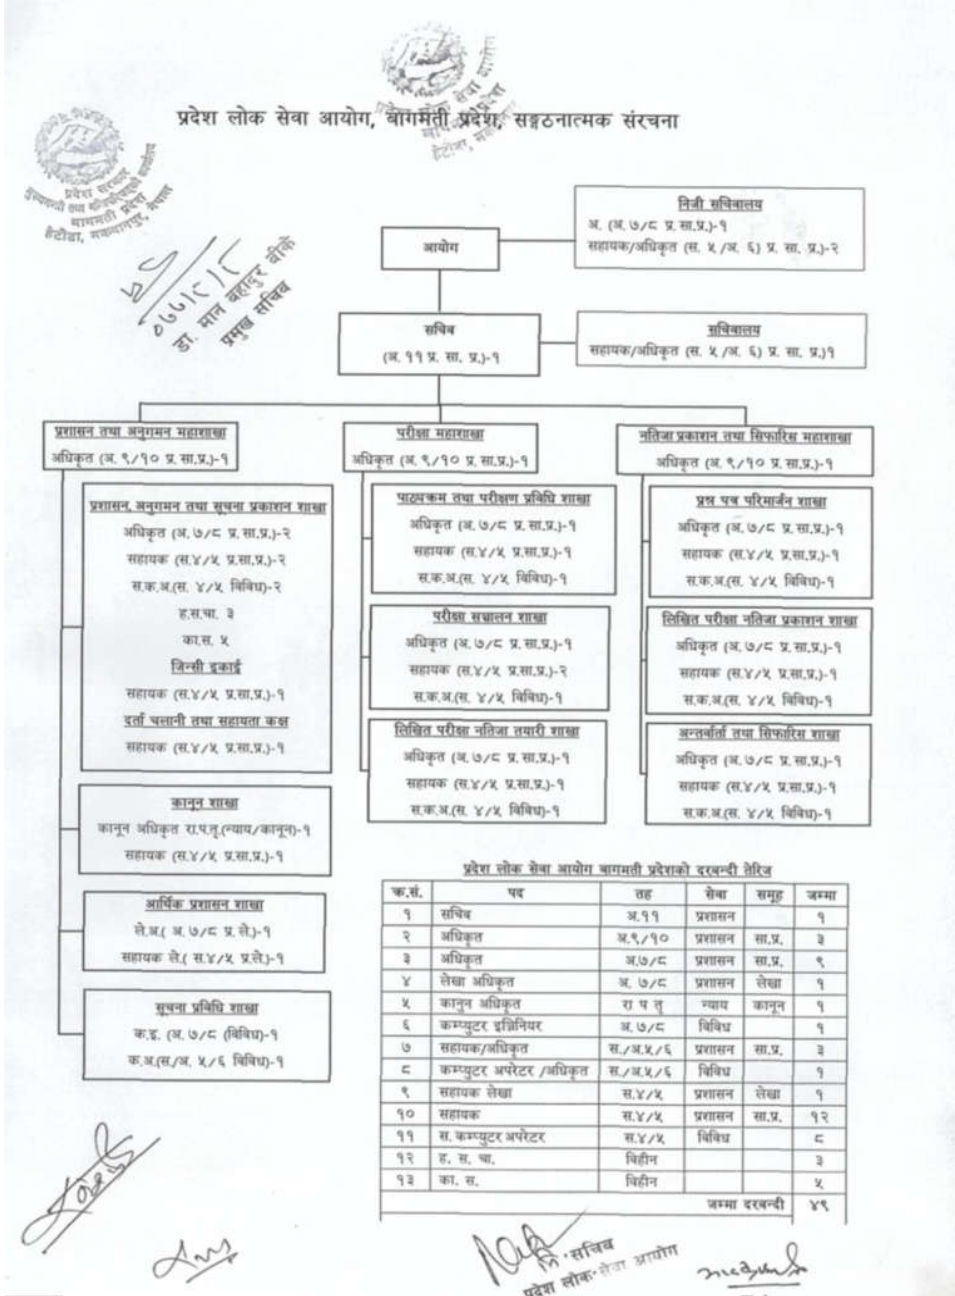 प्रदेश लोक सेवा आयोग, बागमती प्रदेश, सङ्गठनात्मक संरचना
प्रदेश सरकार
मुख्यमन्त्री तथा मन्त्रिपरिषद्को कार्यालय
बागमती प्रदेश
हेटौंडा, मकवानपुर, नेपाल
डा. मान बहादुर वीके
प्रमुख सचिव
आयोग
निजी सचिवालय
अ. (अ. ७/८ प्र. सा.प्र.)-१
सहायक/अधिकृत (स. ५ /अ. ६) प्र. सा. प्र.)-२
सचिव
(अ. ११ प्र. सा. प्र.)-१
सचिवालय
सहायक/अधिकृत (स. ५ /अ. ६) प्र. सा. प्र.)१
प्रशासन तथा अनुगमन महाशाखा
अधिकृत (अ. ९/१० प्र. सा.प्र.)-१
प्रशासन, अनुगमन तथा सूचना प्रकाशन शाखा
अधिकृत (अ. ७/८ प्र. सा.प्र.)-२
सहायक (स.४/५ प्र.सा.प्र.)-२
स.क.अ.(स. ४/५ विविध)-२
ह.स.चा. ३
का.स. ५
जिन्सी इकाई
सहायक (स.४/५ प्र.सा.प्र.)-१
दर्ता चलानी तथा सहायता कक्ष
सहायक (स.४/५ प्र.सा.प्र.)-१
कानून शाखा
कानून अधिकृत रा.प.तृ.(न्याय/कानून)-१
सहायक (स.४/५ प्र.सा.प्र.)-१
आर्थिक प्रशासन शाखा
ले.अ.( अ. ७/८ प्र. ले.)-१
सहायक ले.( स.४/५ प्र.ले.)-१
सूचना प्रविधि शाखा
क.इ. (अ. ७/८ (विविध)-१
क.अ.(स./अ. ५/६ विविध)-१
परीक्षा महाशाखा
अधिकृत (अ. ९/१० प्र. सा.प्र.)-१
पाठ्यक्रम तथा परीक्षण प्रविधि शाखा
अधिकृत (अ. ७/८ प्र. सा.प्र.)-१
सहायक (स.४/५ प्र.सा.प्र.)-१
स.क.अ.(स. ४/५ विविध)-१
परीक्षा सञ्चालन शाखा
अधिकृत (अ. ७/८ प्र. सा.प्र.)-१
सहायक (स.४/५ प्र.सा.प्र.)-२
स.क.अ.(स. ४/५ विविध)-१
लिखित परीक्षा नतिजा तयारी शाखा
अधिकृत (अ. ७/८ प्र. सा.प्र.)-१
सहायक (स.४/५ प्र.सा.प्र.)-१
स.क.अ.(स. ४/५ विविध)-१
नतिजा प्रकाशन तथा सिफारिस महाशाखा
अधिकृत (अ. ९/१० प्र. सा.प्र.)-१
प्रश्न पत्र परिमार्जन शाखा
अधिकृत (अ. ७/८ प्र. सा.प्र.)-१
सहायक (स.४/५ प्र.सा.प्र.)-१
स.क.अ.(स. ४/५ विविध)-१
लिखित परीक्षा नतिजा प्रकाशन शाखा
अधिकृत (अ. ७/८ प्र. सा.प्र.)-१
सहायक (स.४/५ प्र.सा.प्र.)-१
स.क.अ.(स. ४/५ विविध)-१
अन्तर्वार्ता तथा सिफारिस शाखा
अधिकृत (अ. ७/८ प्र. सा.प्र.)-१
सहायक (स.४/५ प्र.सा.प्र.)-१
स.क.अ.(स. ४/५ विविध)-१
प्रदेश लोक सेवा आयोग बागमती प्रदेशको दरबन्दी तेरिज
क.सं. पद तह सेवा समूह जम्मा
१ सचिव अ.११ प्रशासन १
२ अधिकृत अ.९/१० प्रशासन सा.प्र. ३
३ अधिकृत अ.७/८ प्रशासन सा.प्र. ९
४ लेखा अधिकृत अ. ७/८ प्रशासन लेखा १
५ कानुन अधिकृत रा प तृ न्याय कानून १
६ कम्प्युटर इन्जिनियर अ. ७/८ विविध १
७ सहायक/अधिकृत स./अ.५/६ प्रशासन सा.प्र. ३
८ कम्प्युटर अपरेटर /अधिकृत स./अ.५/६ विविध १
९ सहायक लेखा स.४/५ प्रशासन लेखा १
१० सहायक स.४/५ प्रशासन सा.प्र. १२
११ स. कम्प्युटर अपरेटर स.४/५ विविध ८
१२ ह. स. चा. विहीन ३
१३ का. स. विहीन ५
जम्मा दरबन्दी ४९
नि. सचिव
प्रदेश लोक सेवा आयोग